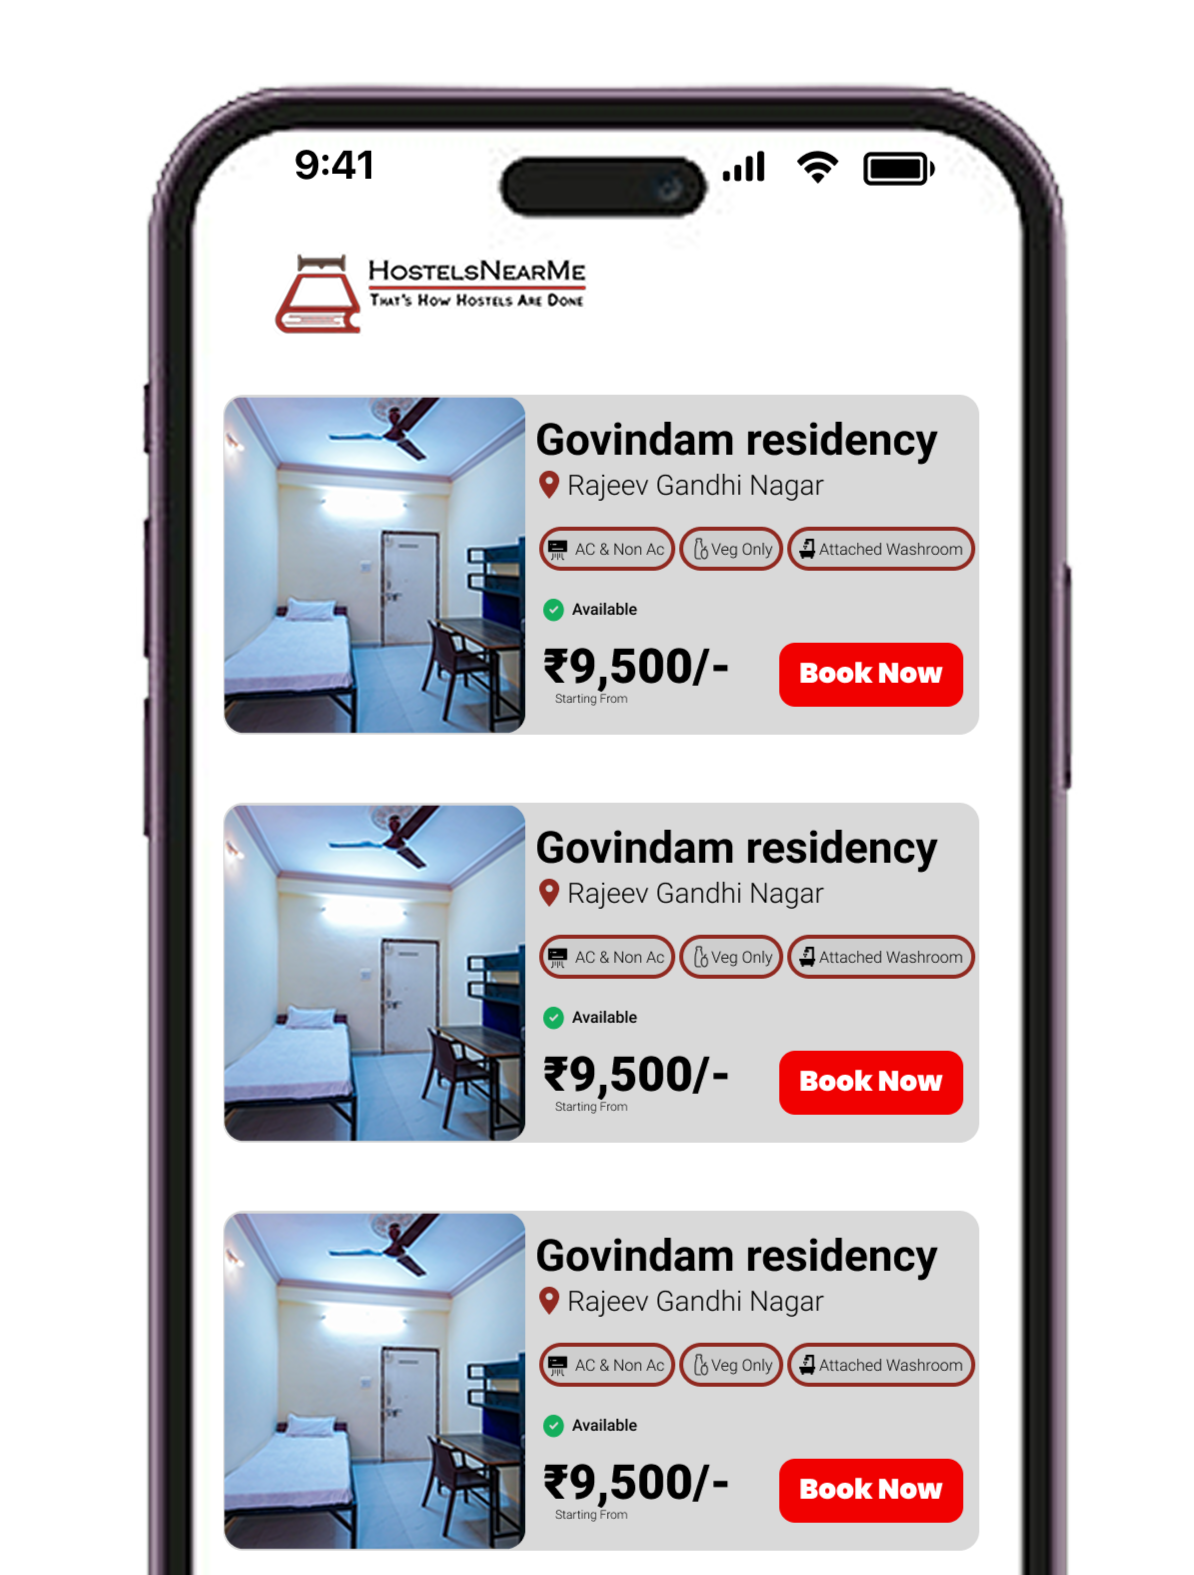 9:41
HostelsNearMe
That's How Hostels Are Done
Govindam residency
Rajeev Gandhi Nagar
AC & Non Ac Veg Only Attached Washroom
Available
₹9,500/-
Starting From
Book Now
Govindam residency
Rajeev Gandhi Nagar
AC & Non Ac Veg Only Attached Washroom
Available
₹9,500/-
Starting From
Book Now
Govindam residency
Rajeev Gandhi Nagar
AC & Non Ac Veg Only Attached Washroom
Available
₹9,500/-
Starting From
Book Now